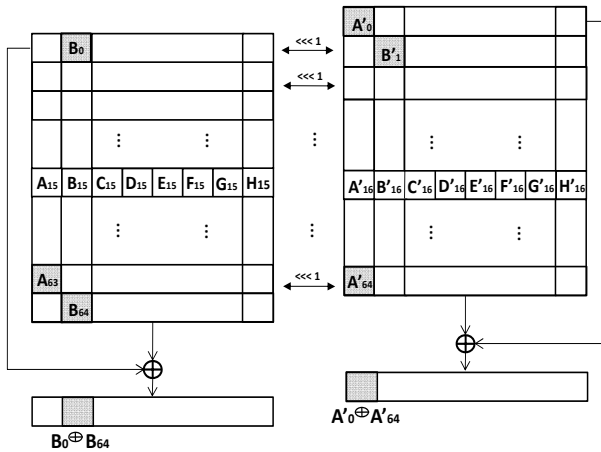 A'₀
B₀ <<< 1 B'₁
<<< 1
⋮ ⋮ ⋮ ⋮ ⋮
A₁₅ B₁₅ C₁₅ D₁₅ E₁₅ F₁₅ G₁₅ H₁₅ A'₁₆ B'₁₆ C'₁₆ D'₁₆ E'₁₆ F'₁₆ G'₁₆ H'₁₆
⋮ ⋮ ⋮ ⋮ ⋮
A₆₃ <<< 1 A'₆₄
B₆₄
B₀⊕B₆₄ A'₀⊕A'₆₄